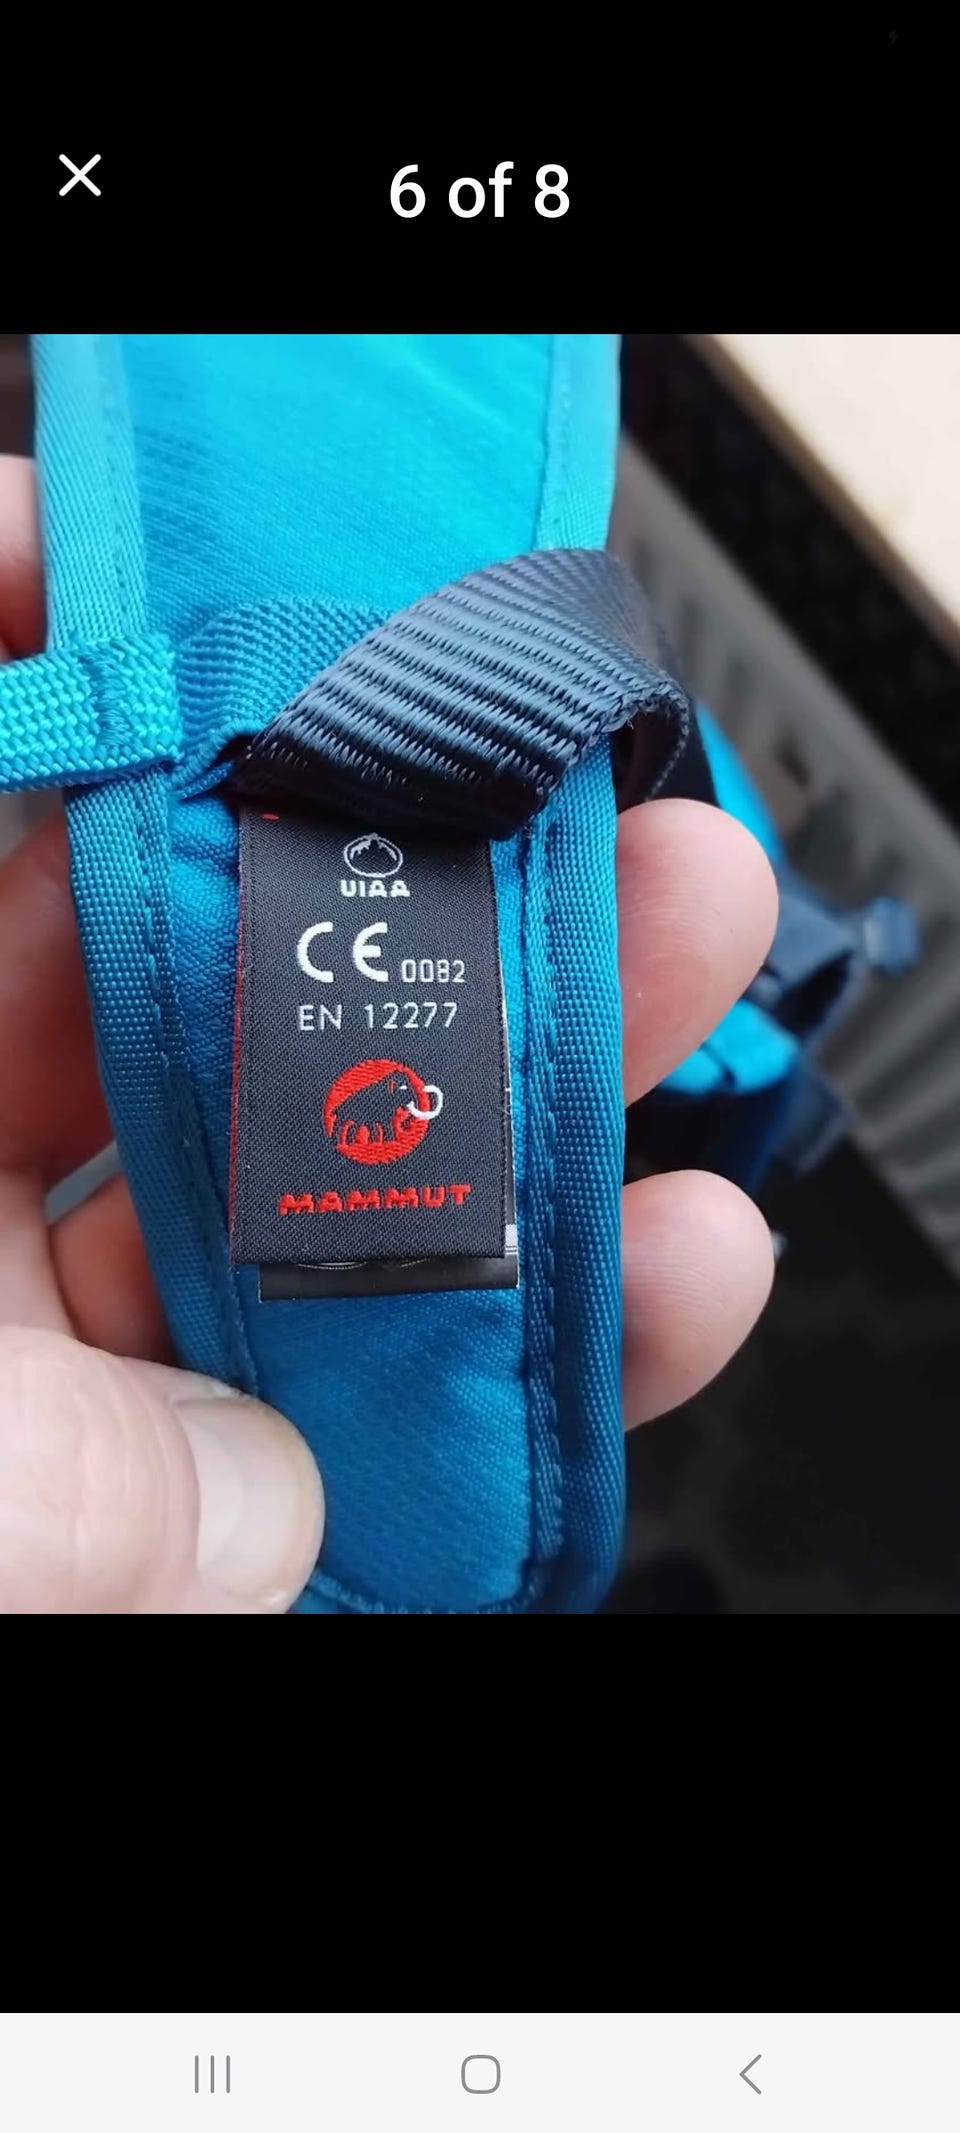 6 of 8
UIAA
CE 0082
EN 12277
MAMMUT